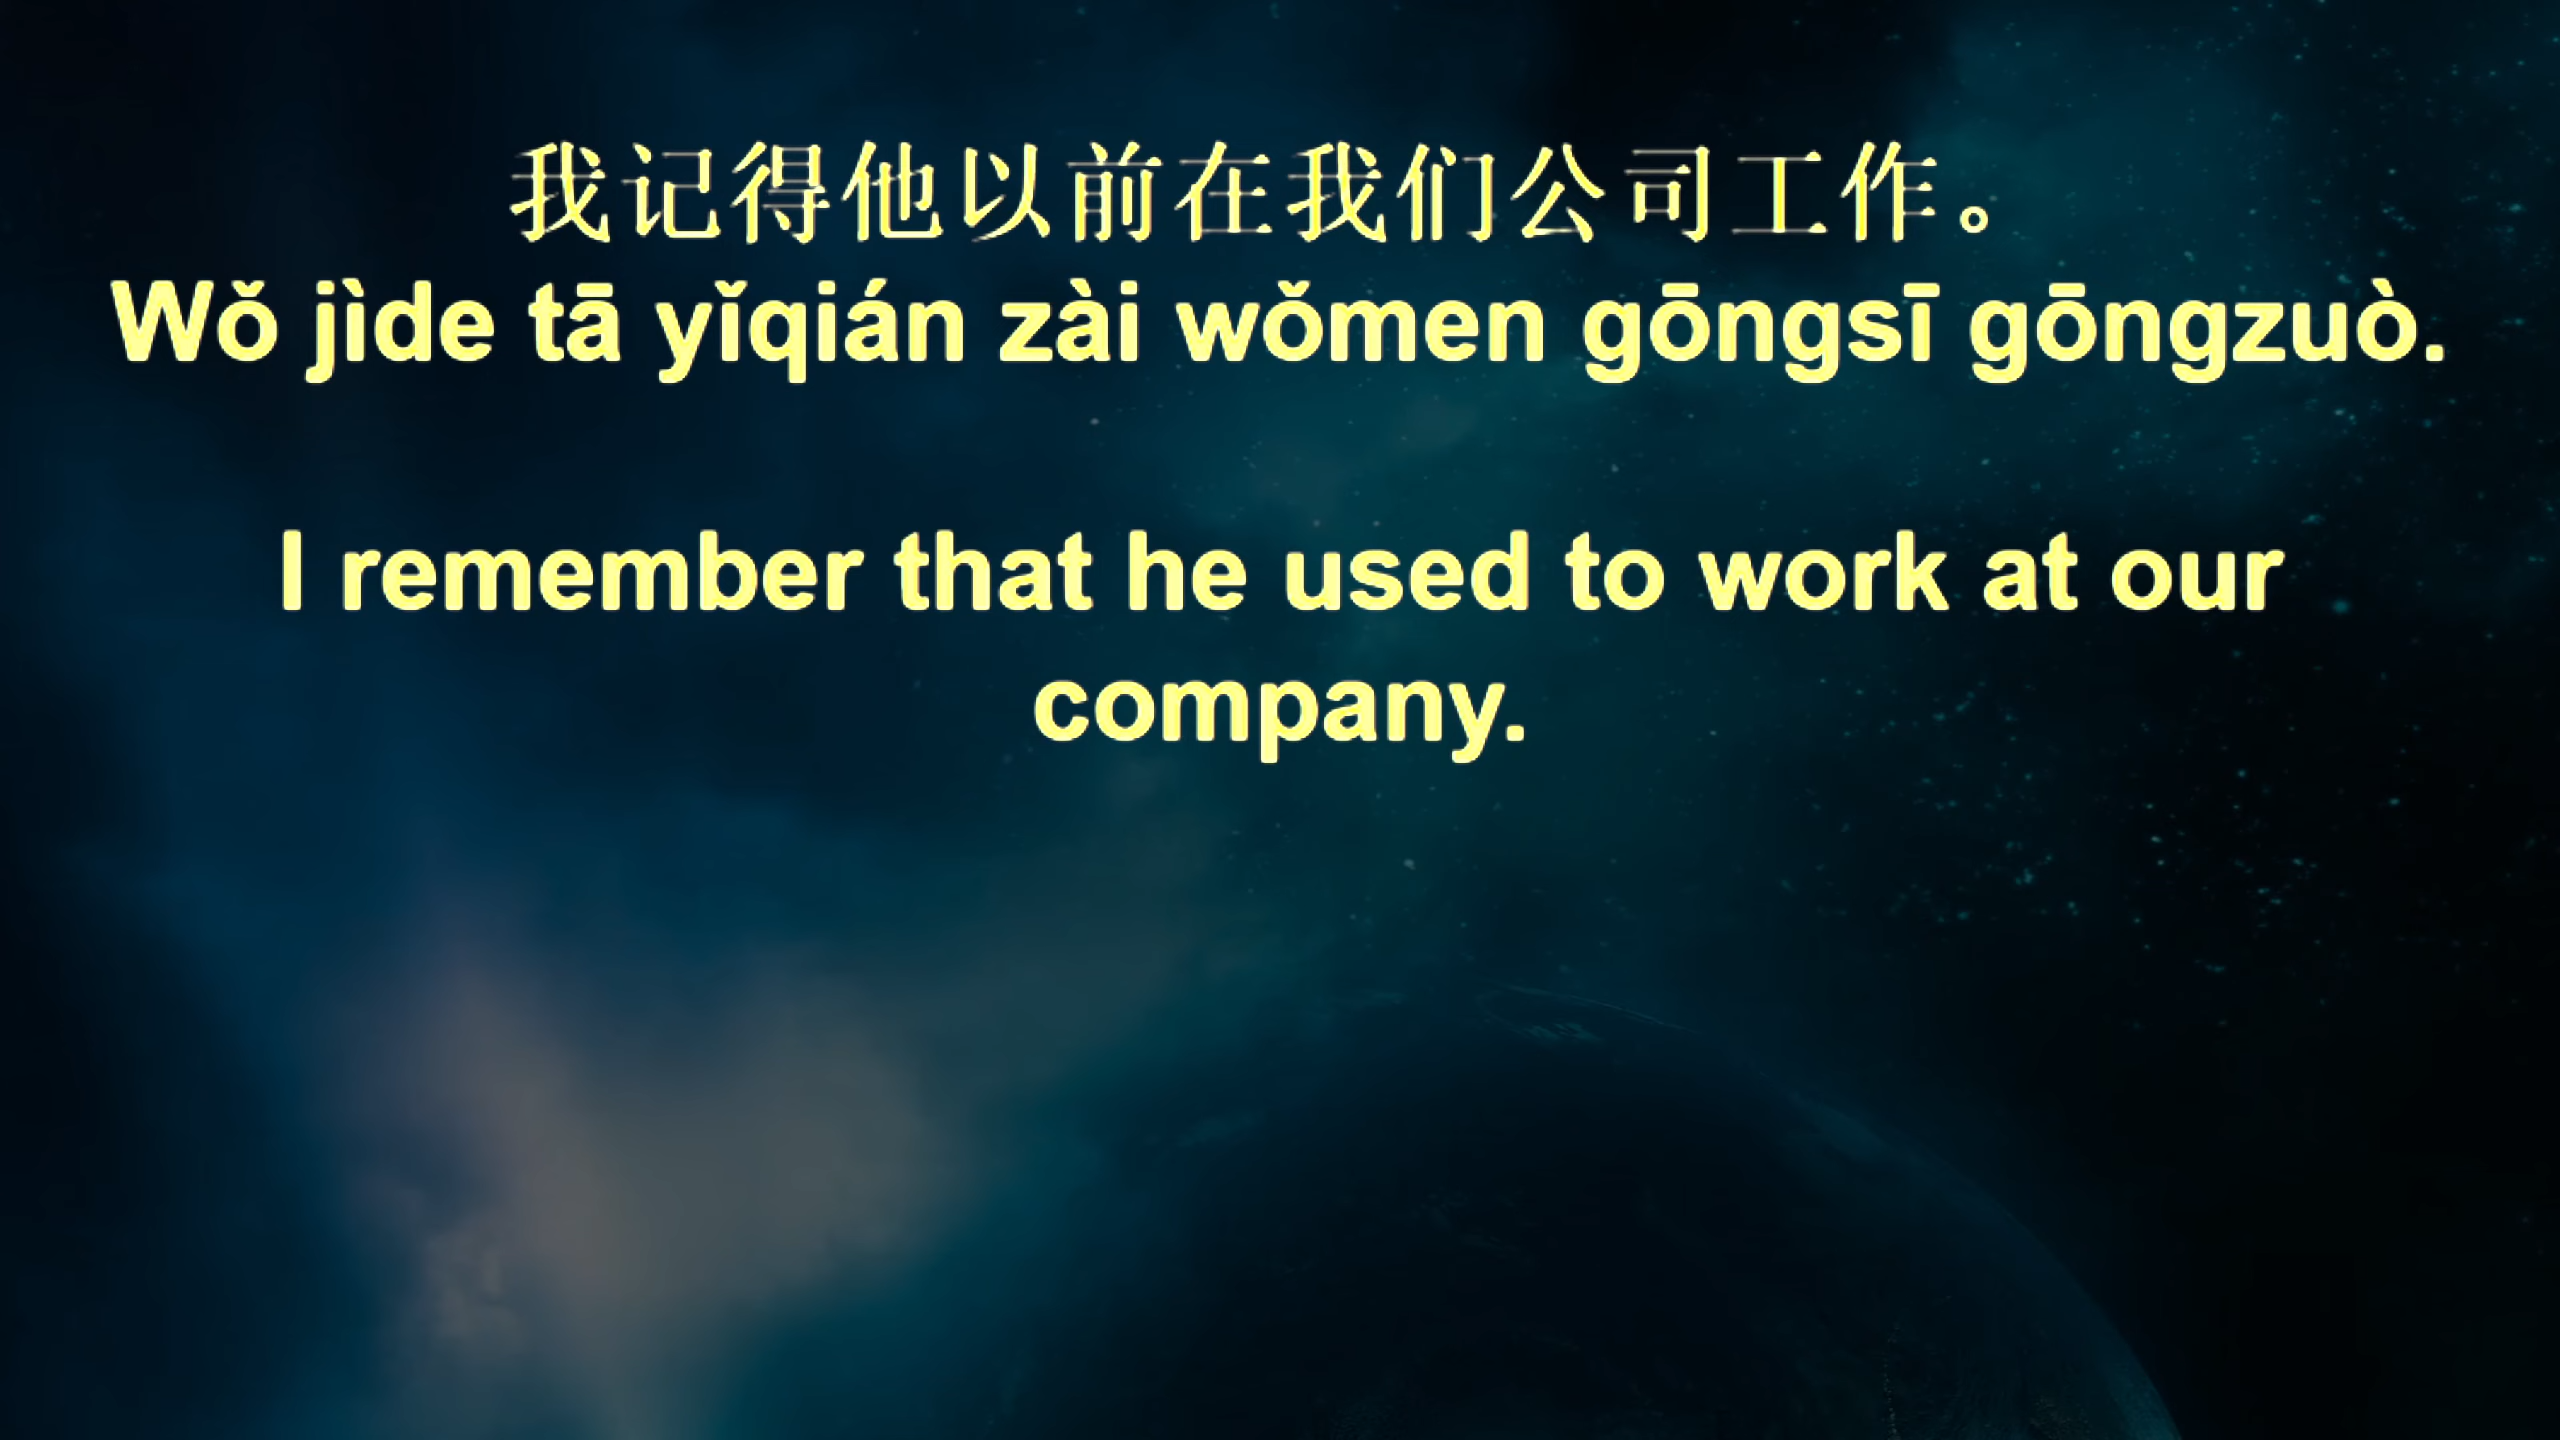 我记得他以前在我们公司工作。
Wǒ jìde tā yǐqián zài wǒmen gōngsī gōngzuò.
I remember that he used to work at our
company.